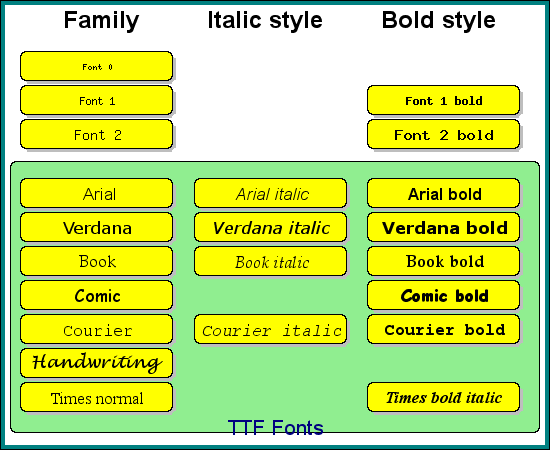 Family Italic style Bold style
Font 0
Font 1 Font 1 bold
Font 2 Font 2 bold
Arial Arial italic Arial bold
Verdana Verdana italic Verdana bold
Book Book italic Book bold
Comic Comic bold
Courier Courier italic Courier bold
Handwriting
Times normal Times bold italic
TTF Fonts